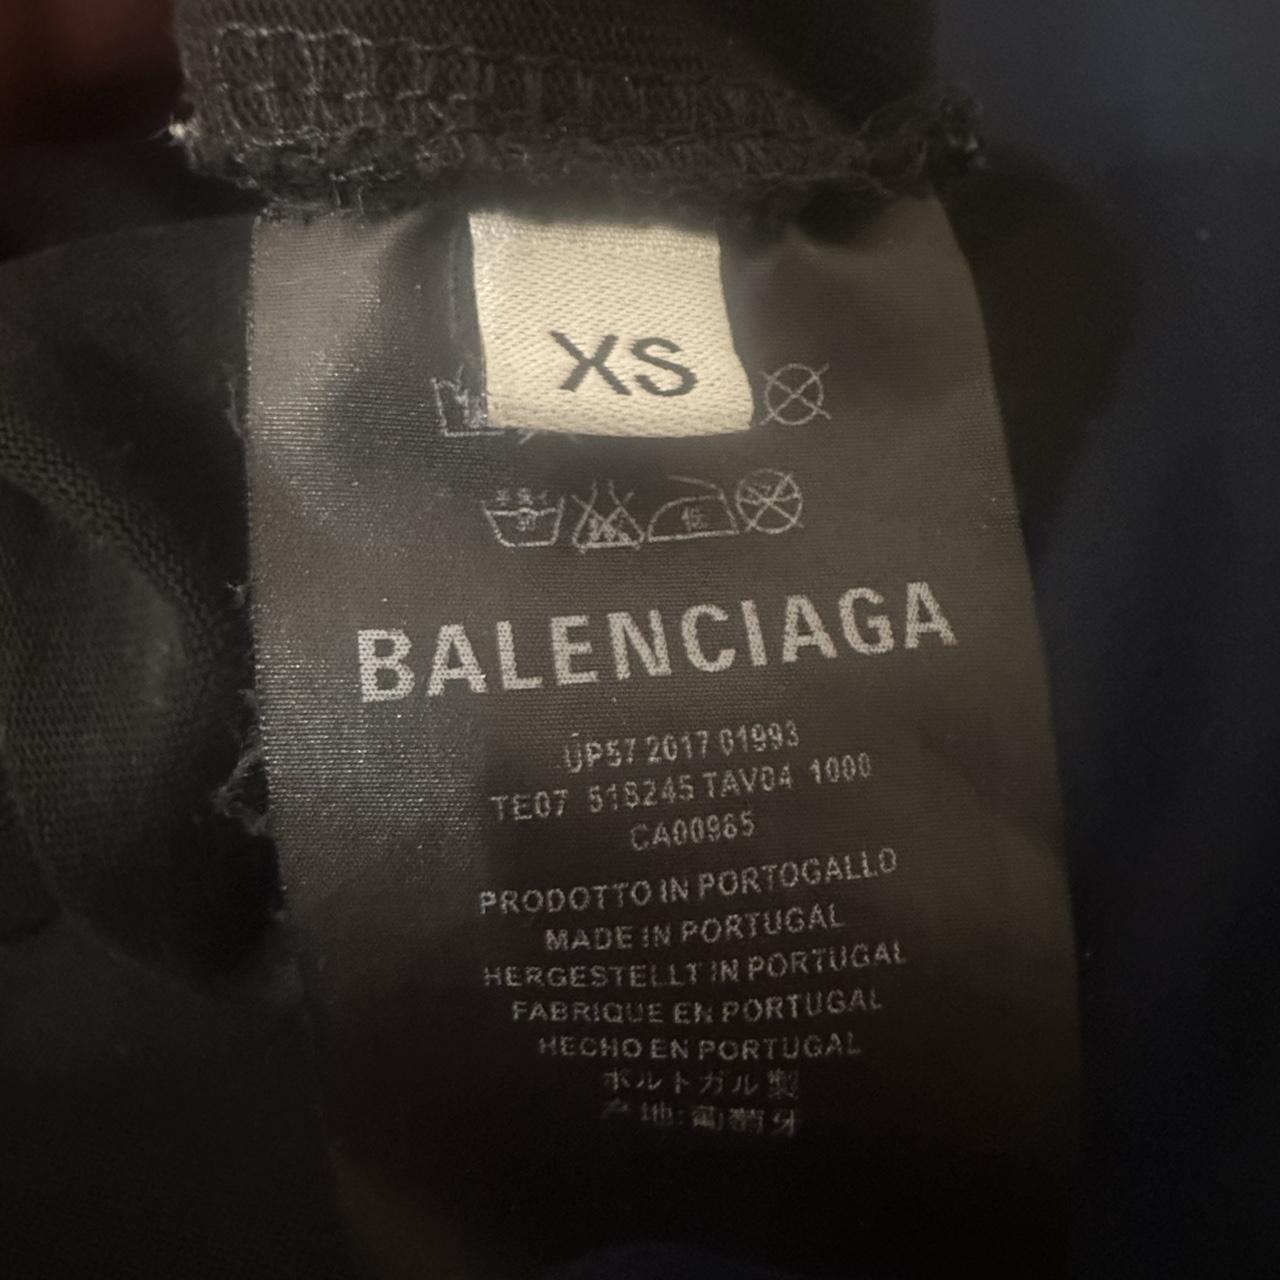 XS
低
BALENCIAGA
UP57 2017 01993
TE07 518245 TAV04 1000
CA00965
PRODOTTO IN PORTOGALLO
MADE IN PORTUGAL
HERGESTELLT IN PORTUGAL
FABRIQUE EN PORTUGAL
HECHO EN PORTUGAL
ポルトガル製
产地:葡萄牙